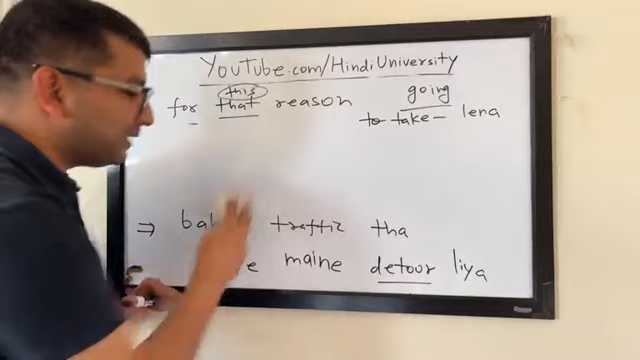 YouTube.com/HindiUniversity
this going
for that reason
to take - lena
⇒ traffic tha
maine detour liya